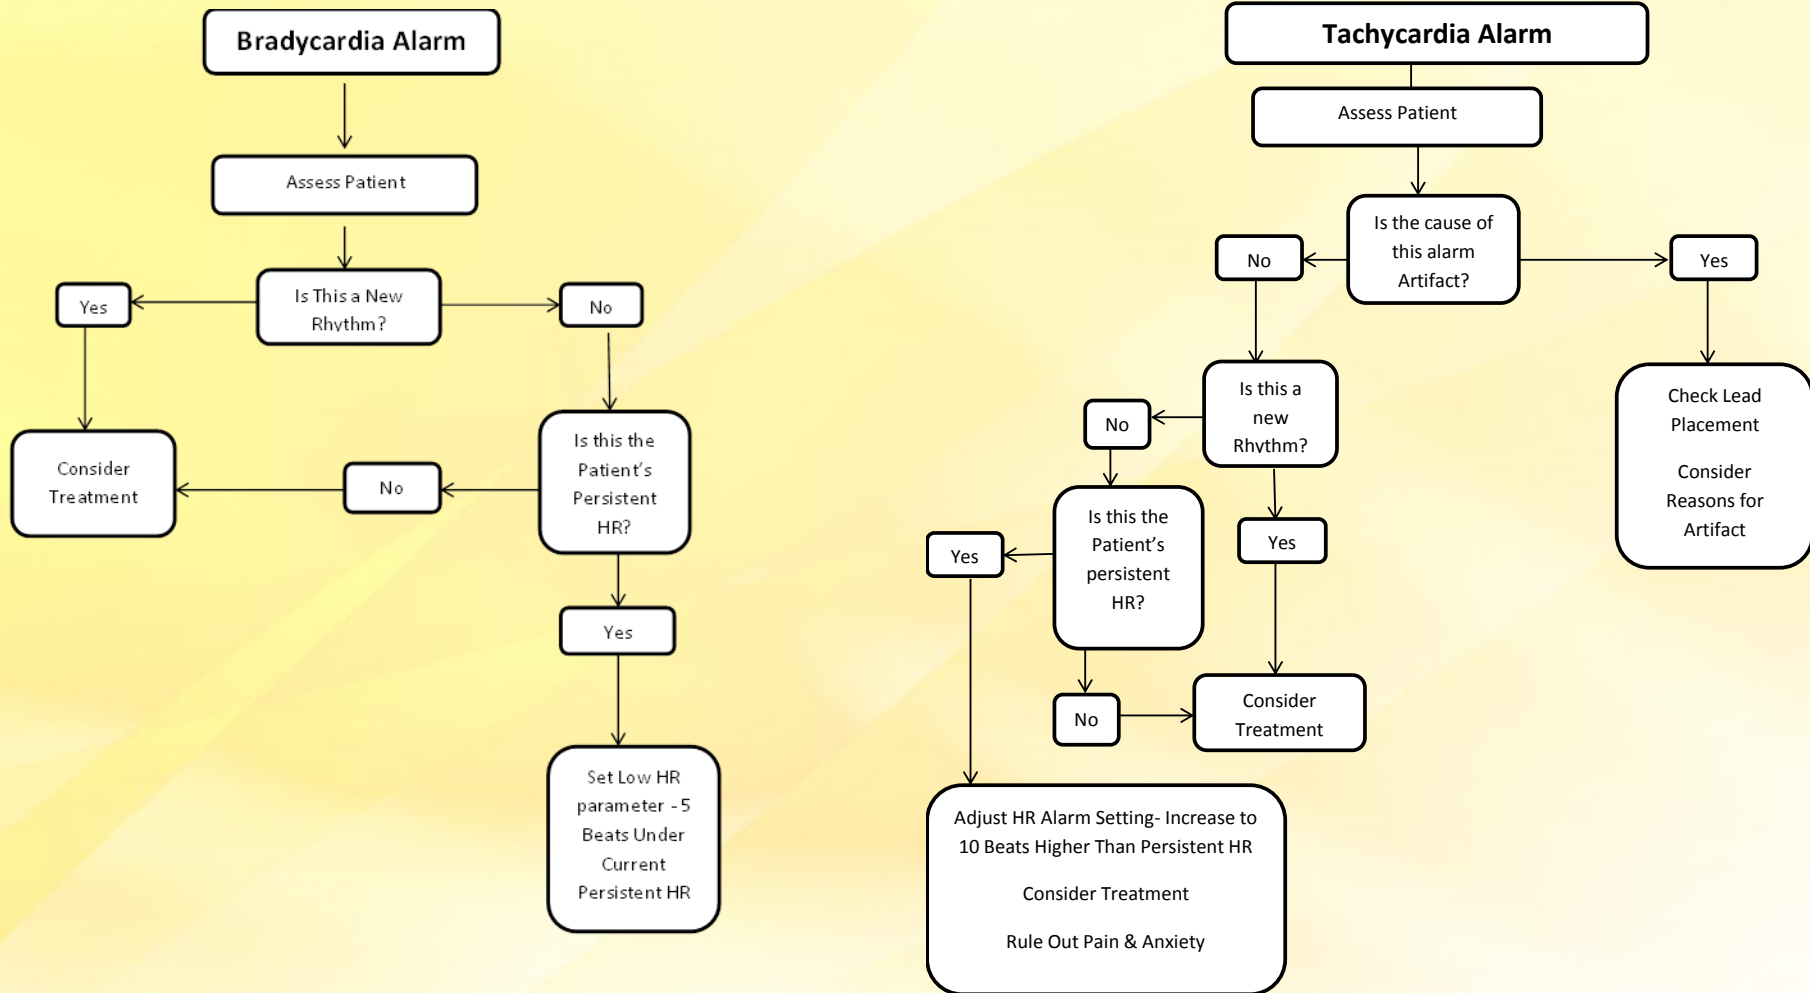 Bradycardia Alarm
Assess Patient
Is This a New
Rhythm?
Yes
No
Consider
Treatment
No
Is this the
Patient's
Persistent
HR?
Yes
Set Low HR
parameter - 5
Beats Under
Current
Persistent HR
Tachycardia Alarm
Assess Patient
Is the cause of
this alarm
Artifact?
No
Yes
Check Lead
Placement
Consider
Reasons for
Artifact
Is this a
new
Rhythm?
No
Yes
Is this the
Patient's
persistent
HR?
Yes
No
Consider
Treatment
Adjust HR Alarm Setting- Increase to
10 Beats Higher Than Persistent HR
Consider Treatment
Rule Out Pain & Anxiety